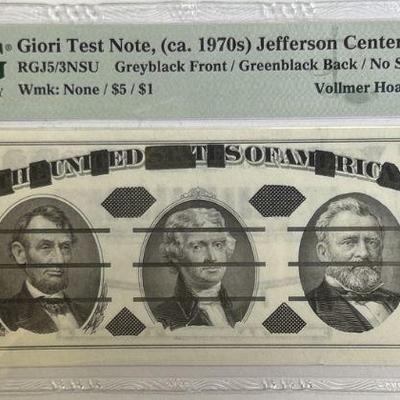 Giori Test Note, (ca. 1970s) Jefferson Center
RGJ5/3NSU Greyblack Front / Greenblack Back / No S
Wmk: None / $5 / $1 Vollmer Hoa
THE UNITED STATES OF AMERICA